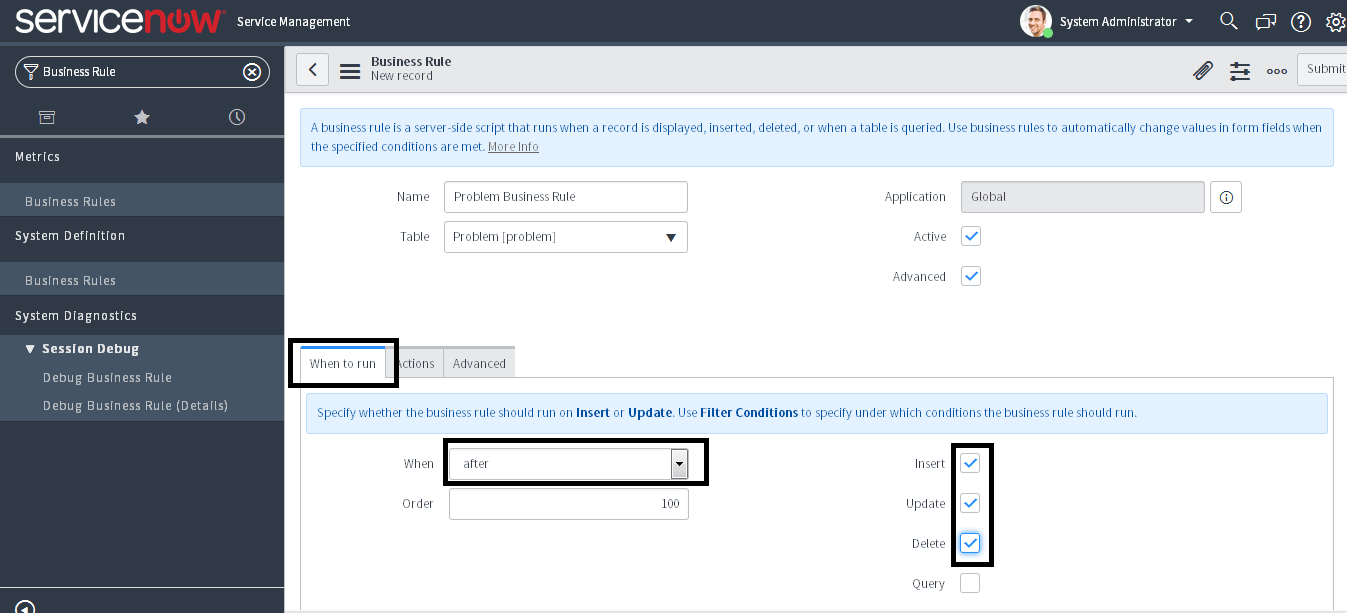 servicenow Service Management
System Administrator
Business Rule
Metrics
Business Rules
System Definition
Business Rules
System Diagnostics
Session Debug
Debug Business Rule
Debug Business Rule (Details)
Business Rule
New record
Submit
A business rule is a server-side script that runs when a record is displayed, inserted, deleted, or when a table is queried. Use business rules to automatically change values in form fields when
the specified conditions are met. More Info
Name Problem Business Rule
Application Global
Table Problem [problem]
Active
Advanced
When to run
Actions
Advanced
Specify whether the business rule should run on Insert or Update. Use Filter Conditions to specify under which conditions the business rule should run.
When after
Insert
Order 100
Update
Delete
Query